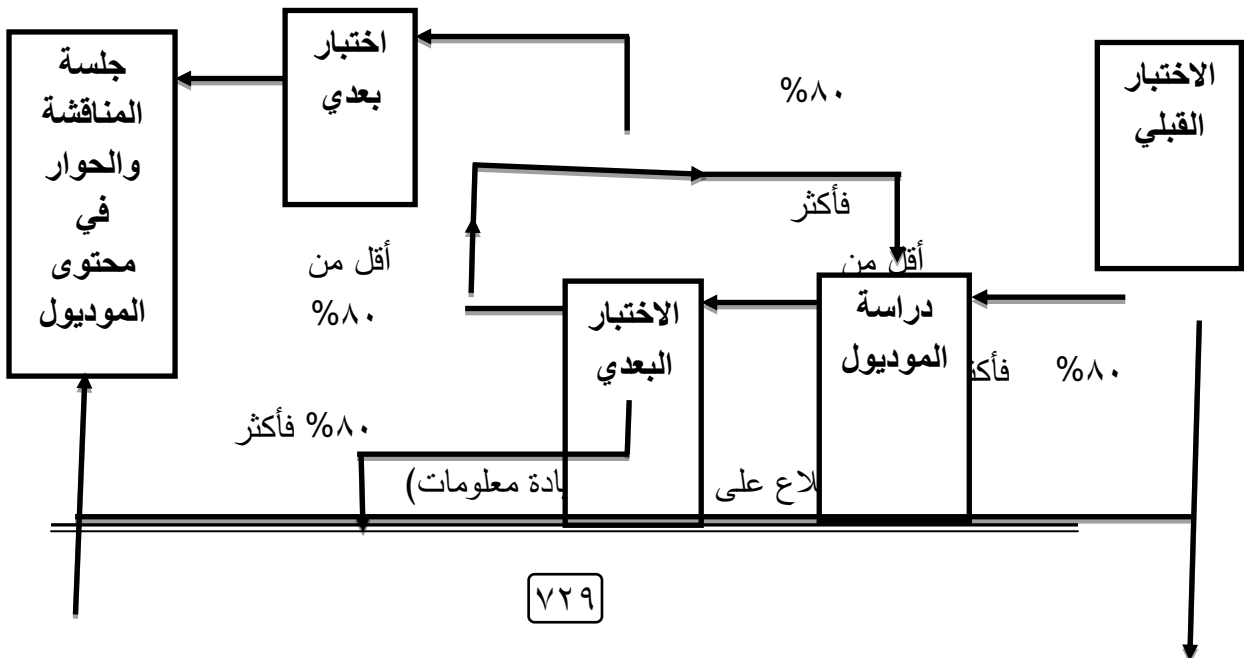 الاختبار
القبلي
%٨٠
فأكثر
اختبار
بعدي
جلسة
المناقشة
والحوار
في
محتوى
الموديول
أقل من
دراسة
الموديول
%٨٠
الاختبار
البعدي
أقل من
%٨٠
%٨٠ فأكثر
على
معلومات)
٧٢٩